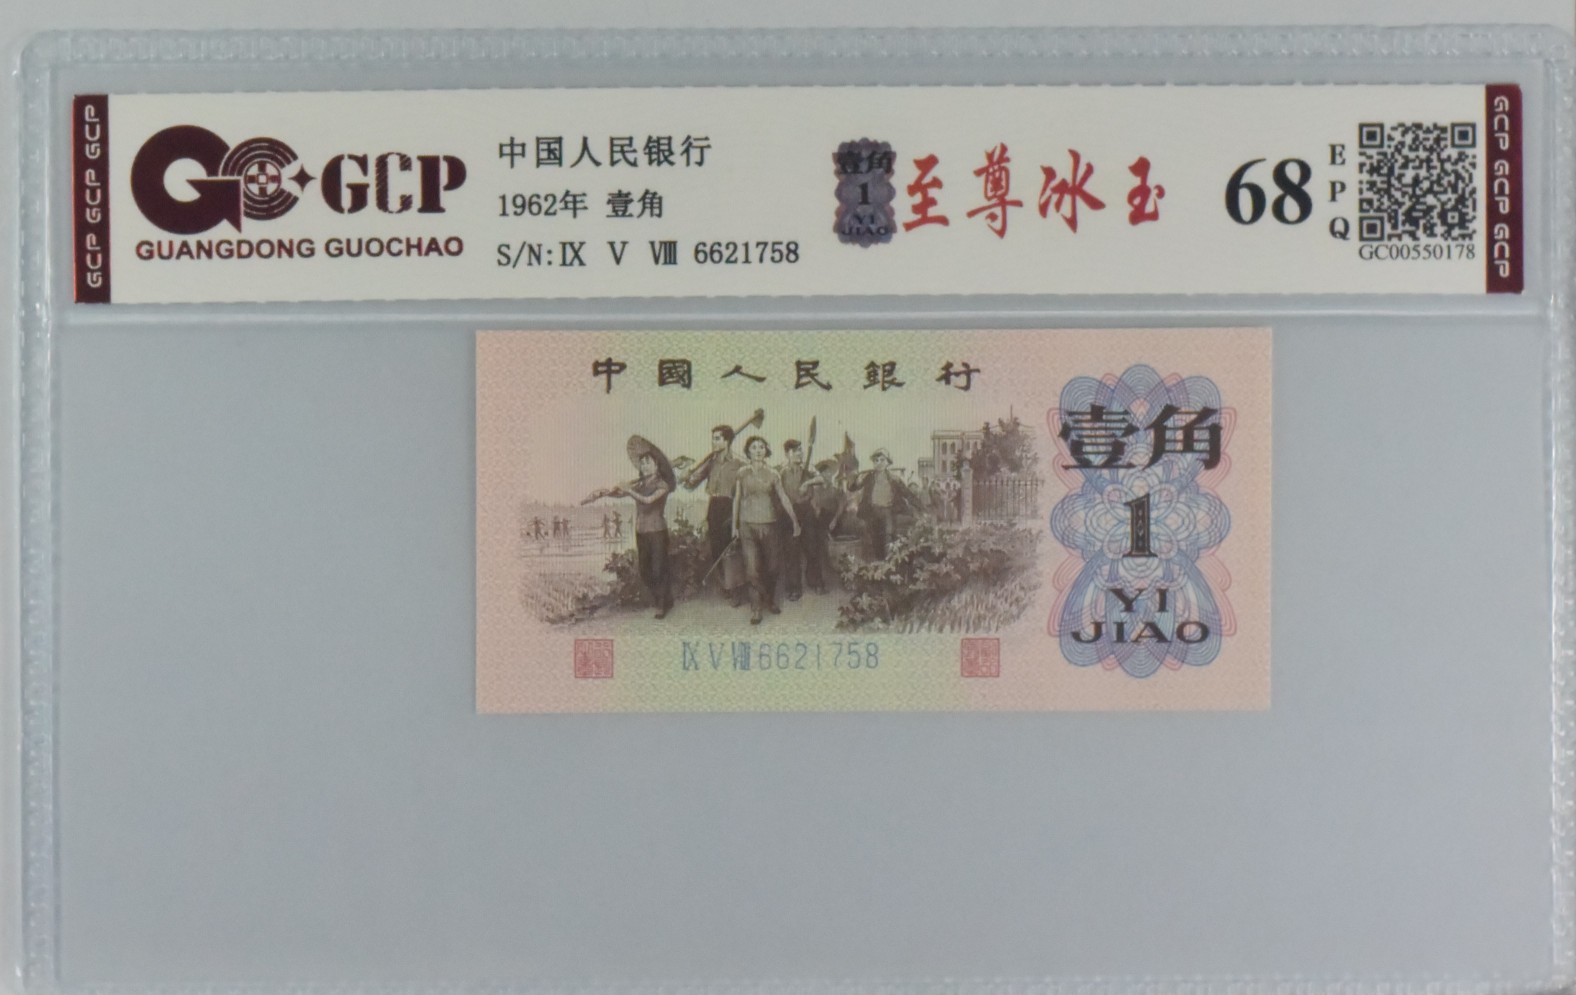 GCP GCP GCP
GCP
GUANGDONG GUOCHAO
中国人民银行
1962年 壹角
S/N:Ⅸ Ⅴ Ⅷ 6621758
壹角
1
YI
JIAO
至尊冰玉
68
EPQ
GC00550178
GCP GCP GCP
中國人民銀行
壹角
1
YI
JIAO
ⅨⅤⅧ6621758